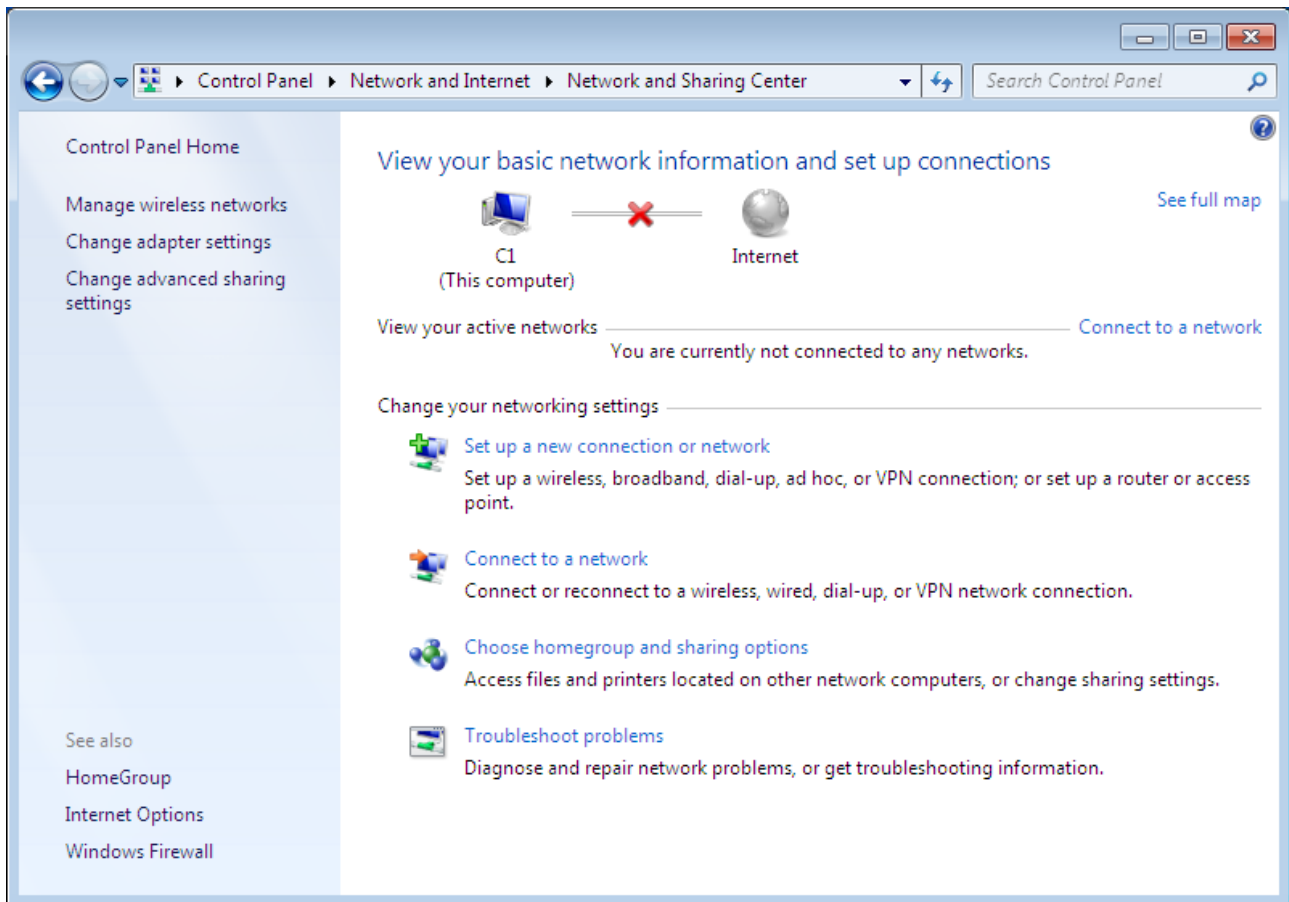 Control Panel Network and Internet Network and Sharing Center Search Control Panel
Control Panel Home
Manage wireless networks
Change adapter settings
Change advanced sharing
settings
See also
HomeGroup
Internet Options
Windows Firewall
View your basic network information and set up connections
See full map
C1
(This computer)
Internet
View your active networks Connect to a network
You are currently not connected to any networks.
Change your networking settings
Set up a new connection or network
Set up a wireless, broadband, dial-up, ad hoc, or VPN connection; or set up a router or access
point.
Connect to a network
Connect or reconnect to a wireless, wired, dial-up, or VPN network connection.
Choose homegroup and sharing options
Access files and printers located on other network computers, or change sharing settings.
Troubleshoot problems
Diagnose and repair network problems, or get troubleshooting information.